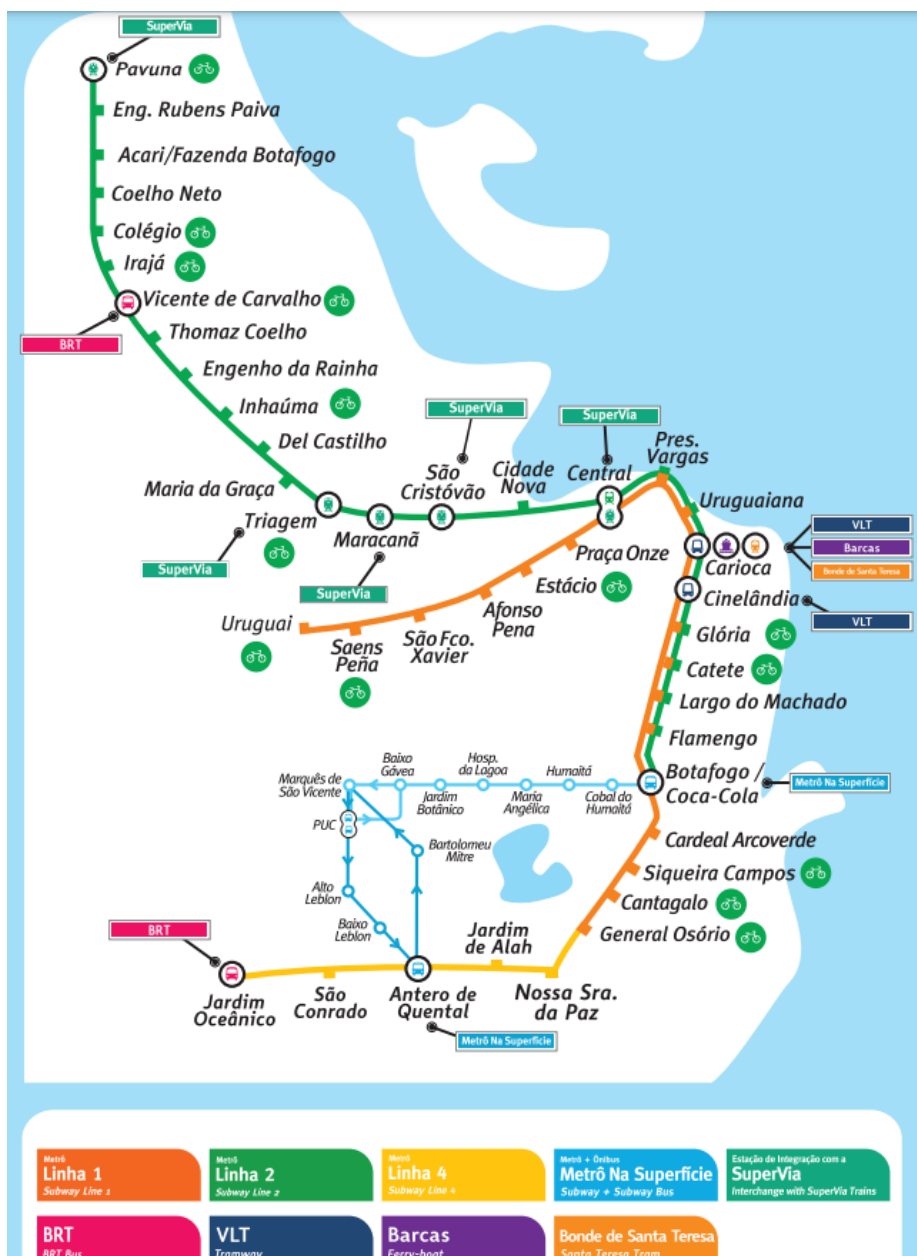 SuperVia
Pavuna
Eng. Rubens Paiva
Acari/Fazenda Botafogo
Coelho Neto
Colégio
Irajá
Vicente de Carvalho
BRT
Thomaz Coelho
Engenho da Rainha
Inhaúma
Del Castilho
Maria da Graça
Triagem
SuperVia
Maracanã
SuperVia
SuperVia
São
Cristóvão
Cidade
Nova
SuperVia
Central
Pres.
Vargas
Uruguaiana
Carioca
VLT
Barcas
Bonde de Santa Teresa
Cinelândia
VLT
Praça Onze
Estácio
Afonso
Pena
São Fco.
Xavier
Saens
Peña
Uruguai
Glória
Catete
Largo do Machado
Flamengo
Botafogo /
Coca-Cola
Metrô Na Superfície
Marquês de
São Vicente
Baixo
Gávea
Hosp.
da Lagoa
Humaitá
Jardim
Botânico
Maria
Angélica
Cobal do
Humaitá
PUC
Bartolomeu
Mitre
Alto
Leblon
Baixo
Leblon
Cardeal Arcoverde
Siqueira Campos
Cantagalo
General Osório
BRT
Jardim
Oceânico
São
Conrado
Antero de
Quental
Metrô Na Superfície
Jardim
de Alah
Nossa Sra.
da Paz
Metrô
Linha 1
Subway Line 1
Metrô
Linha 2
Subway Line 2
Metrô
Linha 4
Subway Line 4
Metrô + Ônibus
Metrô Na Superfície
Subway + Subway Bus
Estação de Integração com a
SuperVia
Interchange with SuperVia Trains
BRT
BRT Bus
VLT
Tramway
Barcas
Ferry-boat
Bonde de Santa Teresa
Santa Teresa Tram